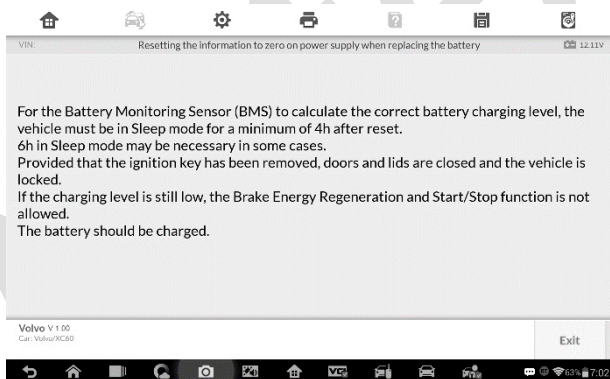 VIN:
Resetting the information to zero on power supply when replacing the battery
12.11V
For the Battery Monitoring Sensor (BMS) to calculate the correct battery charging level, the
vehicle must be in Sleep mode for a minimum of 4h after reset.
6h in Sleep mode may be necessary in some cases.
Provided that the ignition key has been removed, doors and lids are closed and the vehicle is
locked.
If the charging level is still low, the Brake Energy Regeneration and Start/Stop function is not
allowed.
The battery should be charged.
Volvo V 1.00
Car: Volvo/XC60
Exit
63% 7:02